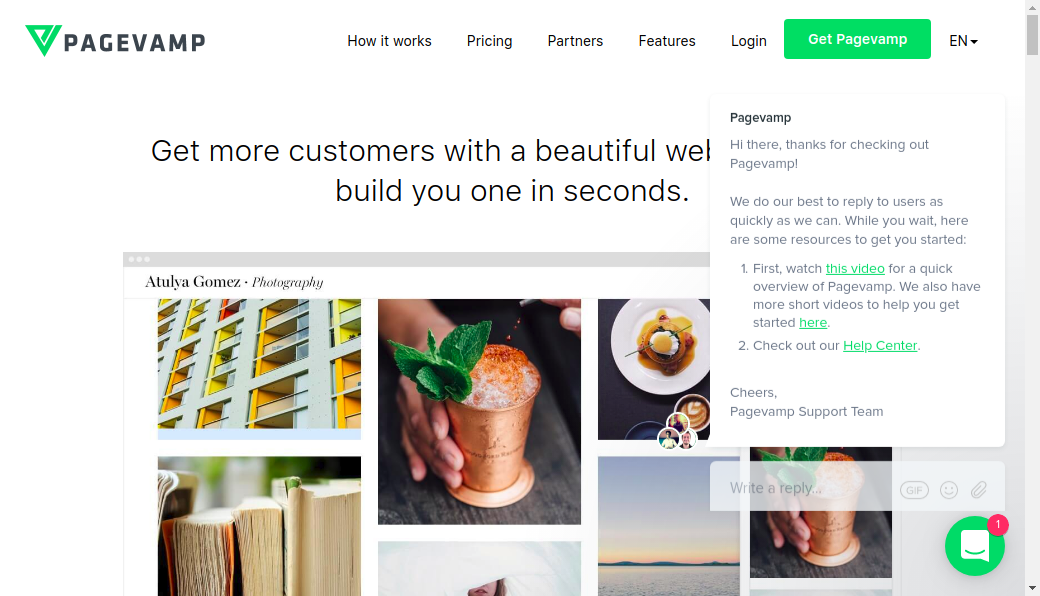 PAGEVAMP
How it works
Pricing
Partners
Features
Login
Get Pagevamp
EN
Get more customers with a beautiful
build you one in seconds.
Atulya Gomez · Photography
Pagevamp
Hi there, thanks for checking out
Pagevamp!
We do our best to reply to users as
quickly as we can. While you wait, here
are some resources to get you started:
1. First, watch this video for a quick
overview of Pagevamp. We also have
more short videos to help you get
started here.
2. Check out our Help Center.
Cheers,
Pagevamp Support Team
Write a reply...
GIF
1